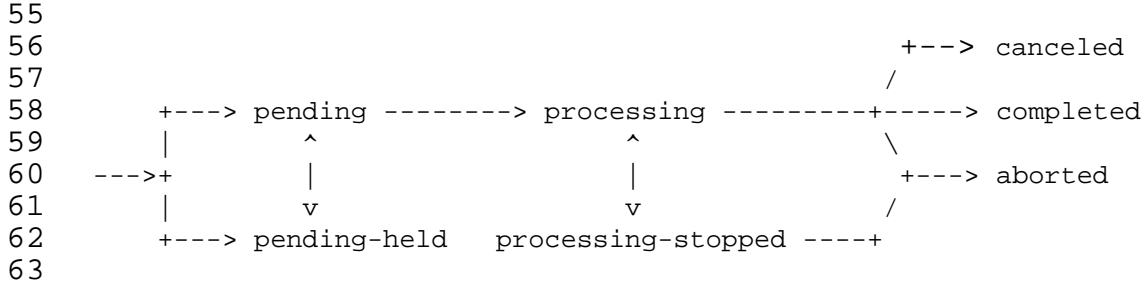 55
56                                                  +--> canceled
57                                                 /
58      +---> pending --------> processing ---------+-----> completed
59      |        ^                   ^              \
60  --->+        |                   |               +---> aborted
61      |        v                   v              /
62      +---> pending-held   processing-stopped ----+
63